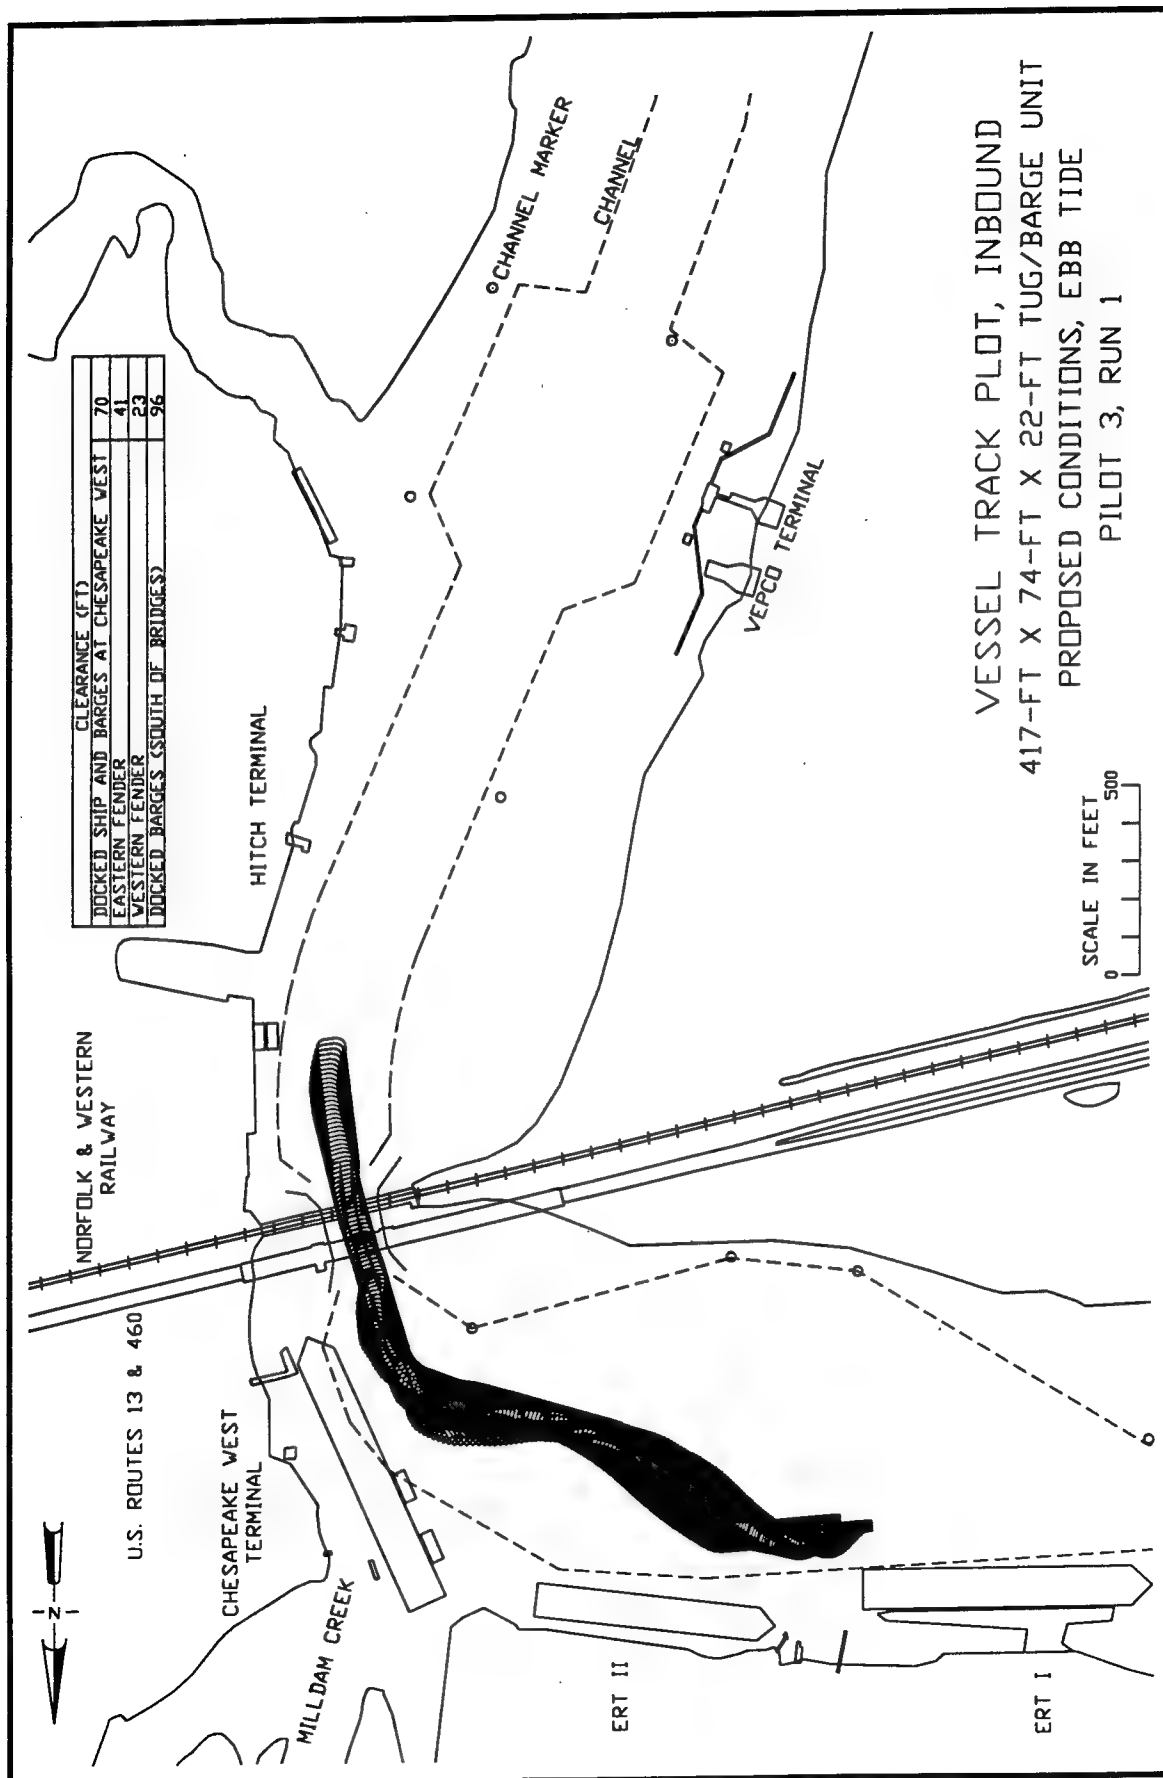 CLEARANCE (FT)
DOCKED SHIP AND BARGES AT CHESAPEAKE WEST 70
EASTERN FENDER 41
WESTERN FENDER 23
DOCKED BARGES (SOUTH OF BRIDGES) 96
NORFOLK & WESTERN
RAILWAY
U.S. ROUTES 13 & 460
CHESAPEAKE WEST
TERMINAL
MILLDAM CREEK
N
HITCH TERMINAL
CHANNEL MARKER
CHANNEL
VEPCO TERMINAL
ERT II
ERT I
SCALE IN FEET
0 500
VESSEL TRACK PLOT, INBOUND
417-FT X 74-FT X 22-FT TUG/BARGE UNIT
PROPOSED CONDITIONS, EBB TIDE
PILOT 3, RUN 1